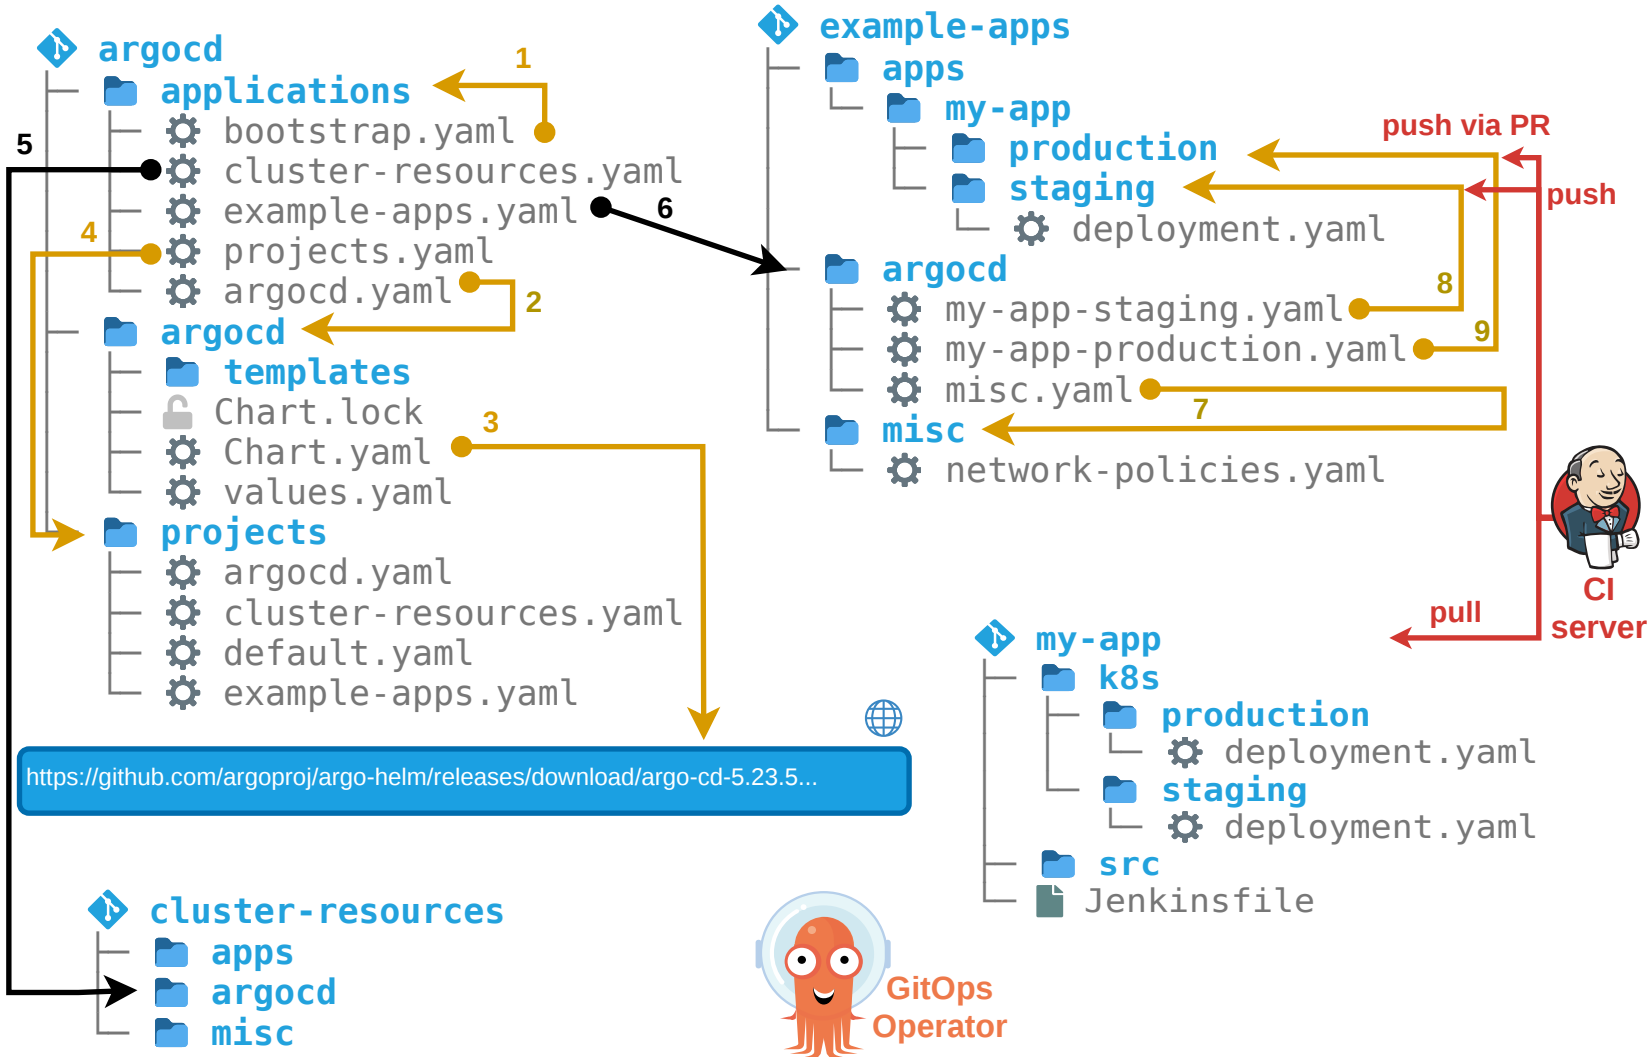 argocd
1
applications
bootstrap.yaml
5
cluster-resources.yaml
example-apps.yaml
6
4
projects.yaml
argocd.yaml
2
argocd
templates
Chart.lock
3
Chart.yaml
values.yaml
projects
argocd.yaml
cluster-resources.yaml
default.yaml
example-apps.yaml
https://github.com/argoproj/argo-helm/releases/download/argo-cd-5.23.5...
cluster-resources
apps
argocd
misc
example-apps
apps
my-app
push via PR
production
staging
push
deployment.yaml
argocd
8
my-app-staging.yaml
9
my-app-production.yaml
misc.yaml
7
misc
network-policies.yaml
CI
server
pull
my-app
k8s
production
deployment.yaml
staging
deployment.yaml
src
Jenkinsfile
GitOps
Operator